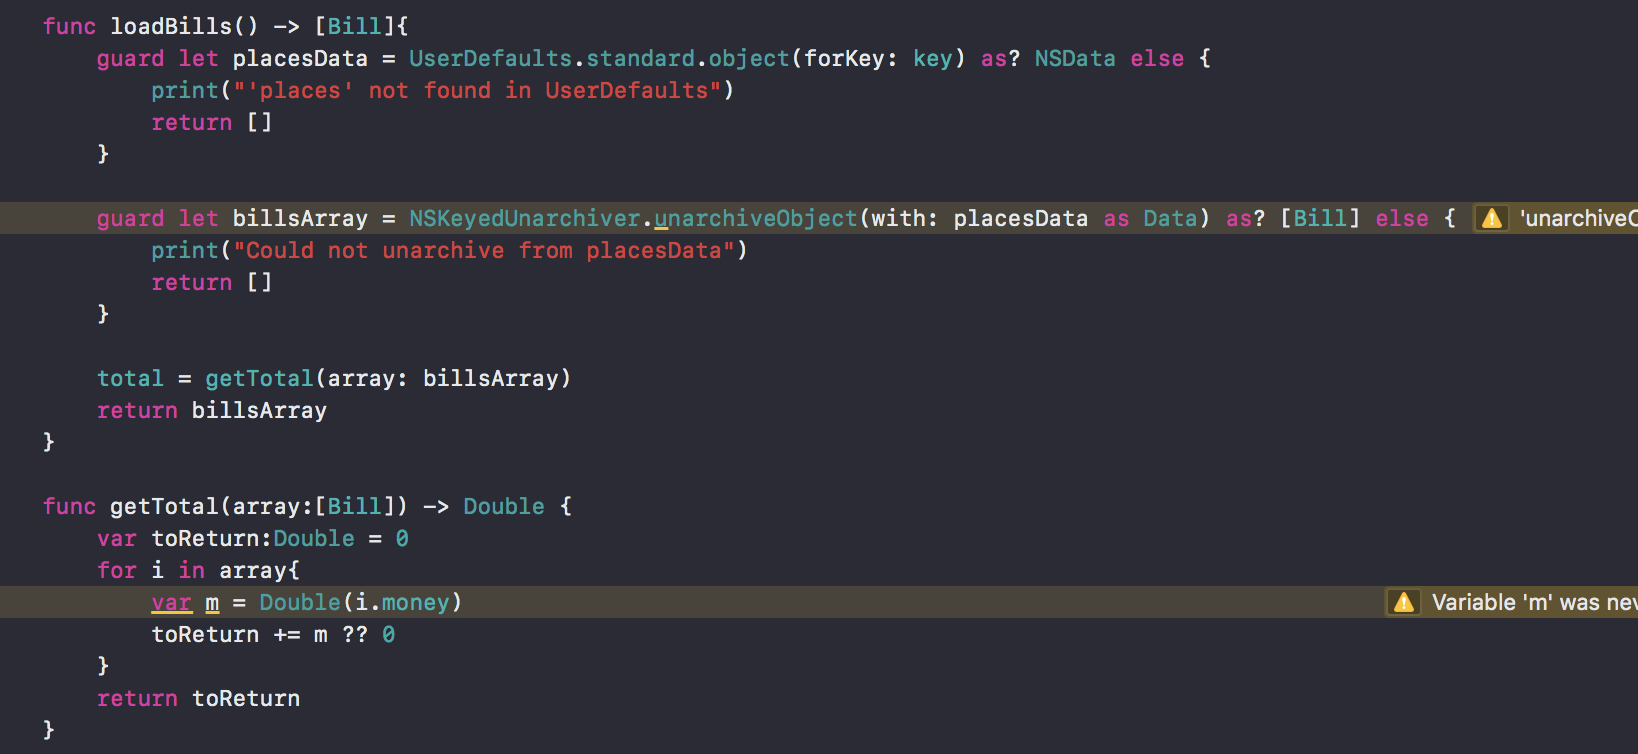 func loadBills() -> [Bill]{
guard let placesData = UserDefaults.standard.object(forKey: key) as? NSData else {
print("'places' not found in UserDefaults")
return []
}
guard let billsArray = NSKeyedUnarchiver.unarchiveObject(with: placesData as Data) as? [Bill] else { 'unarchiveO
print("Could not unarchive from placesData")
return []
}
total = getTotal(array: billsArray)
return billsArray
}
func getTotal(array:[Bill]) -> Double {
var toReturn:Double = 0
for i in array{
var m = Double(i.money) Variable 'm' was nev
toReturn += m ?? 0
}
return toReturn
}